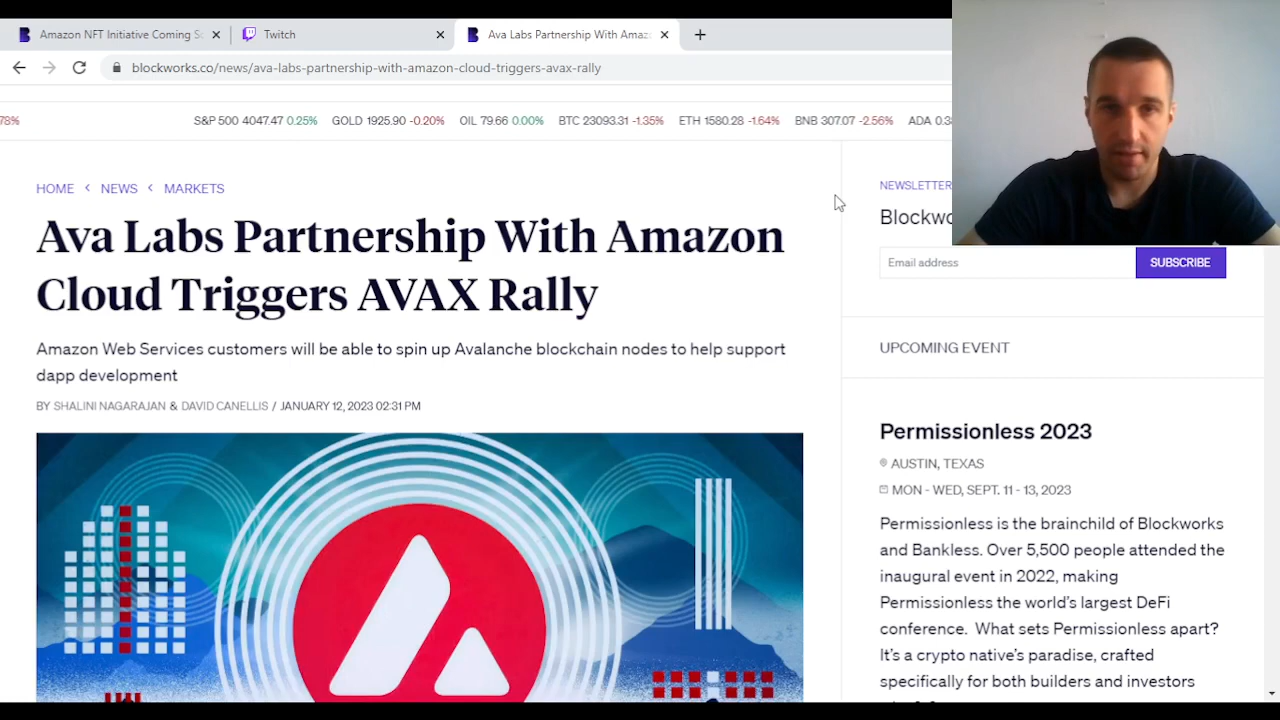 Amazon NFT Initiative Coming
Twitch
Ava Labs Partnership With Amaz
blockworks.co/news/ava-labs-partnership-with-amazon-cloud-triggers-avax-rally
78% S&P 500 4047.47 0.25% GOLD 1925.90 -0.20% OIL 79.66 0.00% BTC 23093.31 -1.35% ETH 1580.28 -1.64% BNB 307.07 -2.56% ADA 0.3
HOME NEWS MARKETS
Ava Labs Partnership With Amazon
Cloud Triggers AVAX Rally
Amazon Web Services customers will be able to spin up Avalanche blockchain nodes to help support
dapp development
BY SHALINI NAGARAJAN & DAVID CANELLIS / JANUARY 12, 2023 02:31 PM
NEWSLETTER
Blockwo
Email address
SUBSCRIBE
UPCOMING EVENT
Permissionless 2023
AUSTIN, TEXAS
MON - WED, SEPT. 11 - 13, 2023
Permissionless is the brainchild of Blockworks
and Bankless. Over 5,500 people attended the
inaugural event in 2022, making
Permissionless the world's largest DeFi
conference. What sets Permissionless apart?
It's a crypto native's paradise, crafted
specifically for both builders and investors